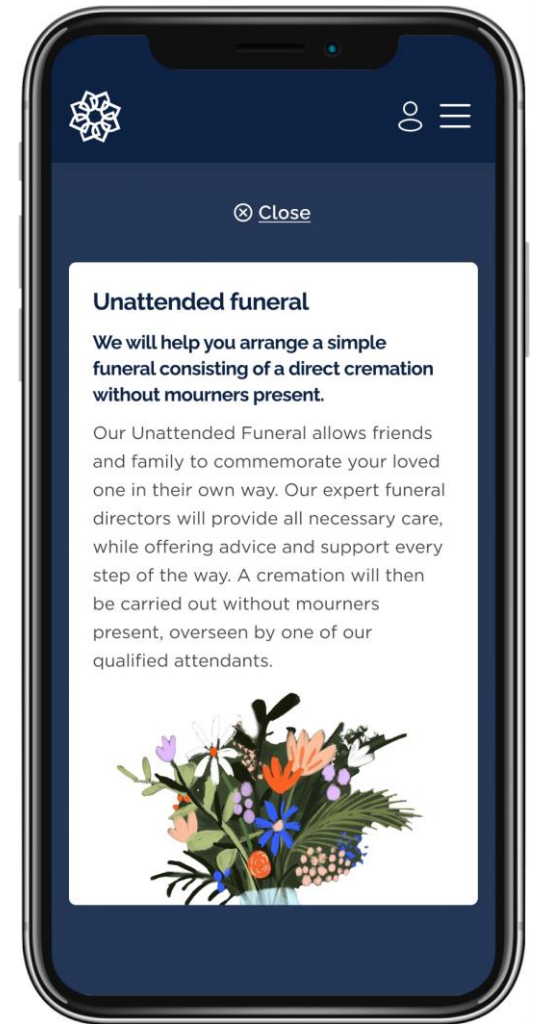 Close
Unattended funeral
We will help you arrange a simple
funeral consisting of a direct cremation
without mourners present.
Our Unattended Funeral allows friends
and family to commemorate your loved
one in their own way. Our expert funeral
directors will provide all necessary care,
while offering advice and support every
step of the way. A cremation will then
be carried out without mourners
present, overseen by one of our
qualified attendants.